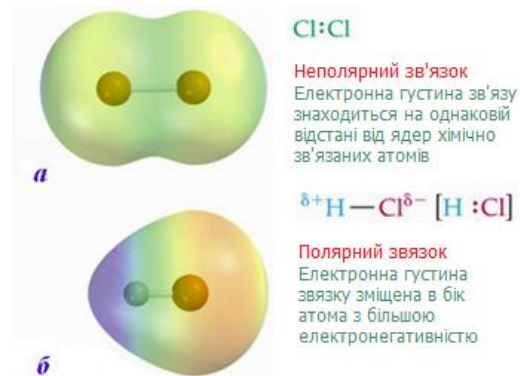 Cl:Cl
Неполярний зв'язок
Електронна густина зв'язу
знаходиться на однаковій
відстані від ядер хімічно
зв'язаних атомів
а
δ+H — Clδ− [H :Cl]
Полярний звязок
Електронна густина
звязку зміщена в бік
атома з більшою
електронегативністю
б